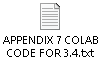 APPENDIX 7 COLAB
CODE FOR 3.4.txt